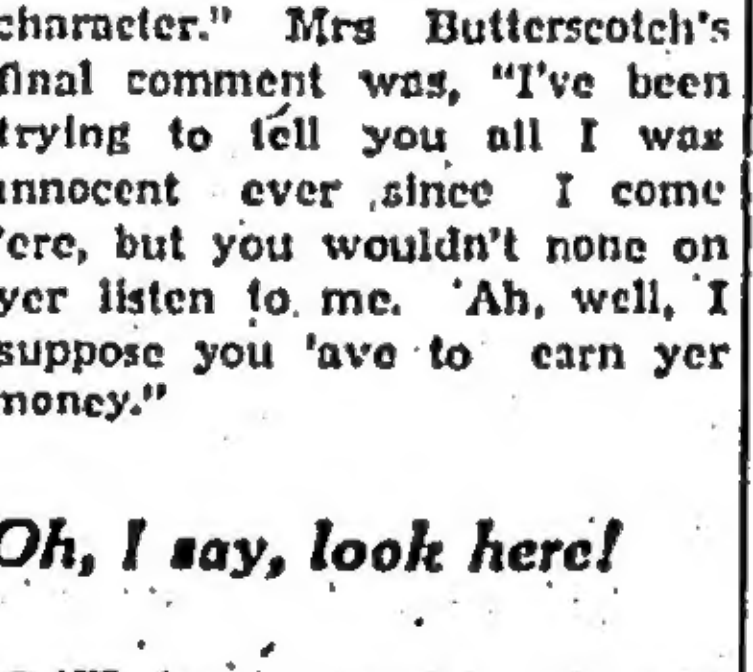 character." Mrs Butterscotch's
final comment was, "I've been
trying to tell you all I was
innocent ever since I come
'ere, but you wouldn't none on
yer listen to me. 'Ah, well, I
suppose you 'ave to earn yer
money."
Oh, I say, look here!